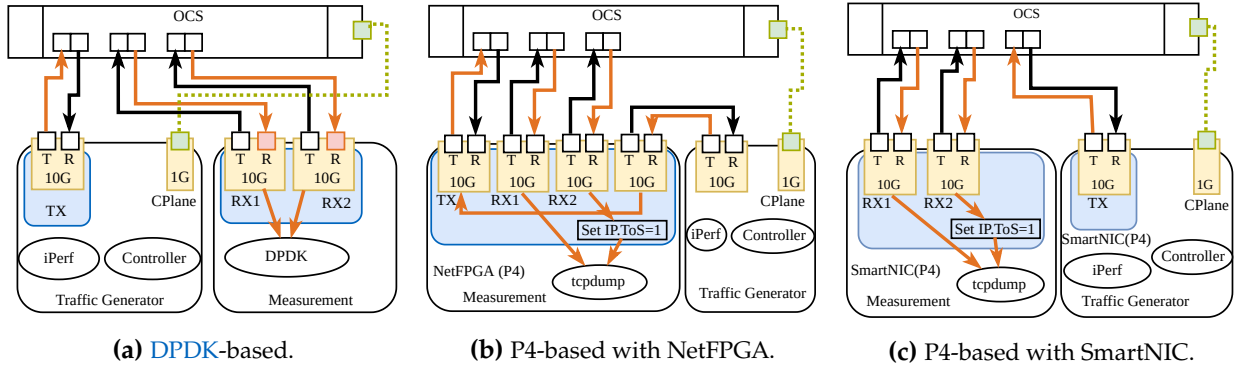 OCS
T R
10G
TX
1G
CPlane
T R
10G
RX1
T R
10G
RX2
iPerf
Controller
Traffic Generator
DPDK
Measurement
(a) DPDK-based.
OCS
T R
10G
TX
T R
10G
RX1
T R
10G
RX2
T R
10G
Set IP.ToS=1
NetFPGA (P4)
tcpdump
Measurement
T R
10G
1G
CPlane
iPerf
Controller
Traffic Generator
(b) P4-based with NetFPGA.
OCS
T R
10G
RX1
T R
10G
RX2
Set IP.ToS=1
SmartNIC(P4)
tcpdump
Measurement
T R
10G
TX
1G
CPlane
SmartNIC(P4)
iPerf
Controller
Traffic Generator
(c) P4-based with SmartNIC.